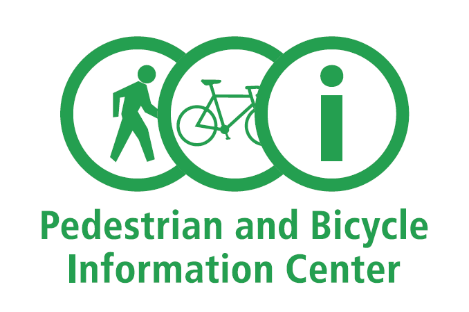 i
Pedestrian and Bicycle
Information Center